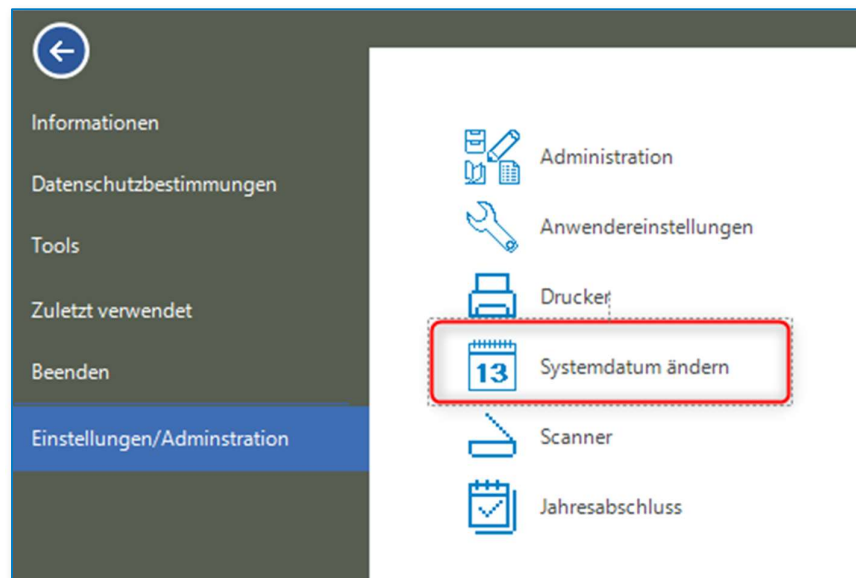 Informationen
Datenschutzbestimmungen
Tools
Zuletzt verwendet
Beenden
Einstellungen/Adminstration
Administration
Anwendereinstellungen
Drucker
13
Systemdatum ändern
Scanner
Jahresabschluss